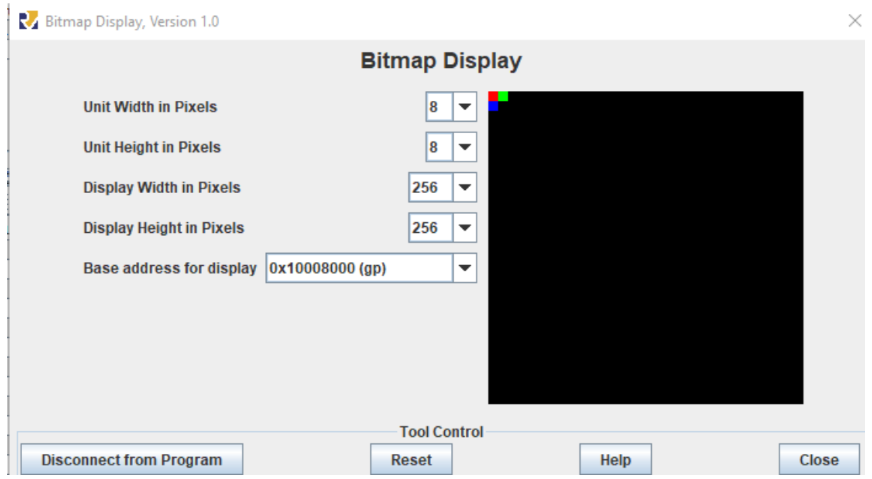 Bitmap Display, Version 1.0
Bitmap Display
Unit Width in Pixels 8
Unit Height in Pixels 8
Display Width in Pixels 256
Display Height in Pixels 256
Base address for display 0x10008000 (gp)
Tool Control
Disconnect from Program Reset Help Close